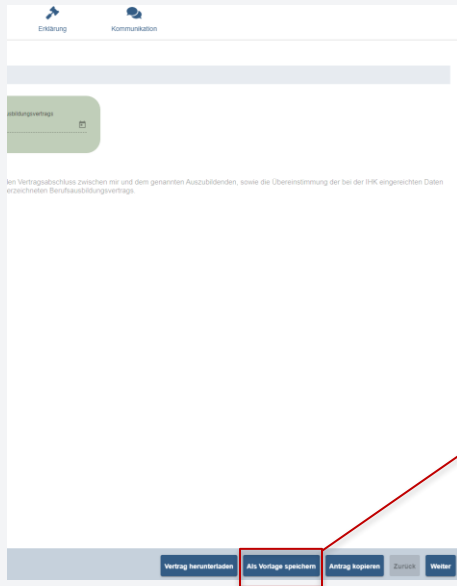 Erklärung Kommunikation
usbildungsvertrags
den Vertragsabschluss zwischen mir und dem genannten Auszubildenden, sowie die Übereinstimmung der bei der IHK eingereichten Daten
erzeichneten Berufsausbildungsvertrags.
Vertrag herunterladen Als Vorlage speichern Antrag kopieren Zurück Weiter